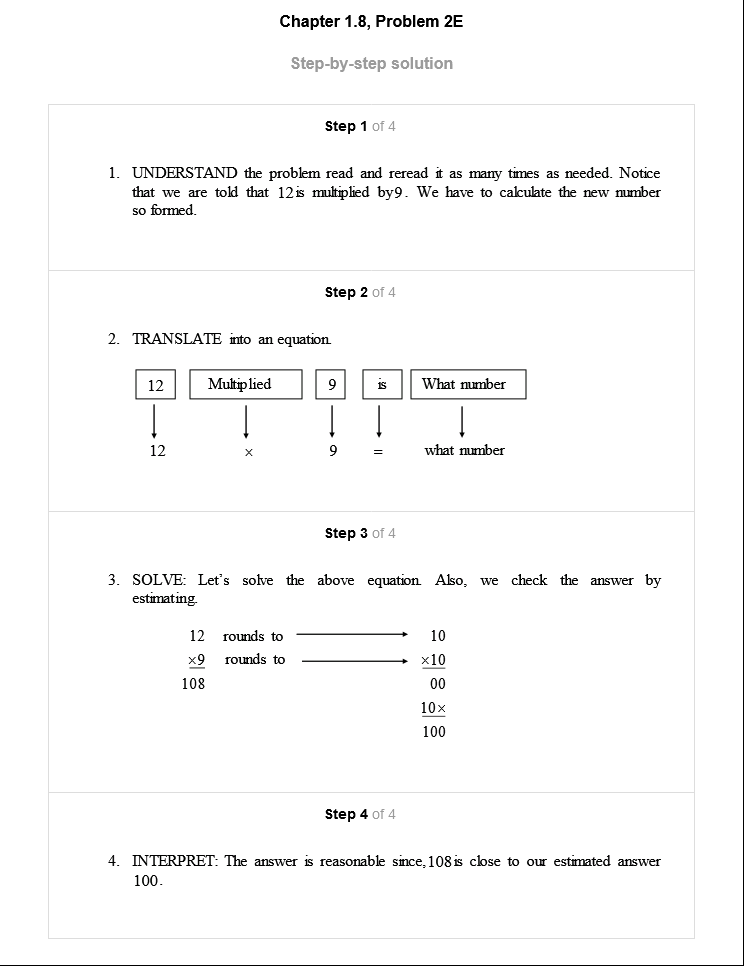 Chapter 1.8, Problem 2E
Step-by-step solution
Step 1 of 4
1. UNDERSTAND the problem read and reread it as many times as needed. Notice
that we are told that 12 is multiplied by 9. We have to calculate the new number
so formed.
Step 2 of 4
2. TRANSLATE into an equation.
12 Multiplied 9 is What number
12 × 9 = what number
Step 3 of 4
3. SOLVE: Let's solve the above equation. Also, we check the answer by
estimating.
12 rounds to 10
×9 rounds to ×10
108 00
10×
100
Step 4 of 4
4. INTERPRET: The answer is reasonable since, 108 is close to our estimated answer
100.